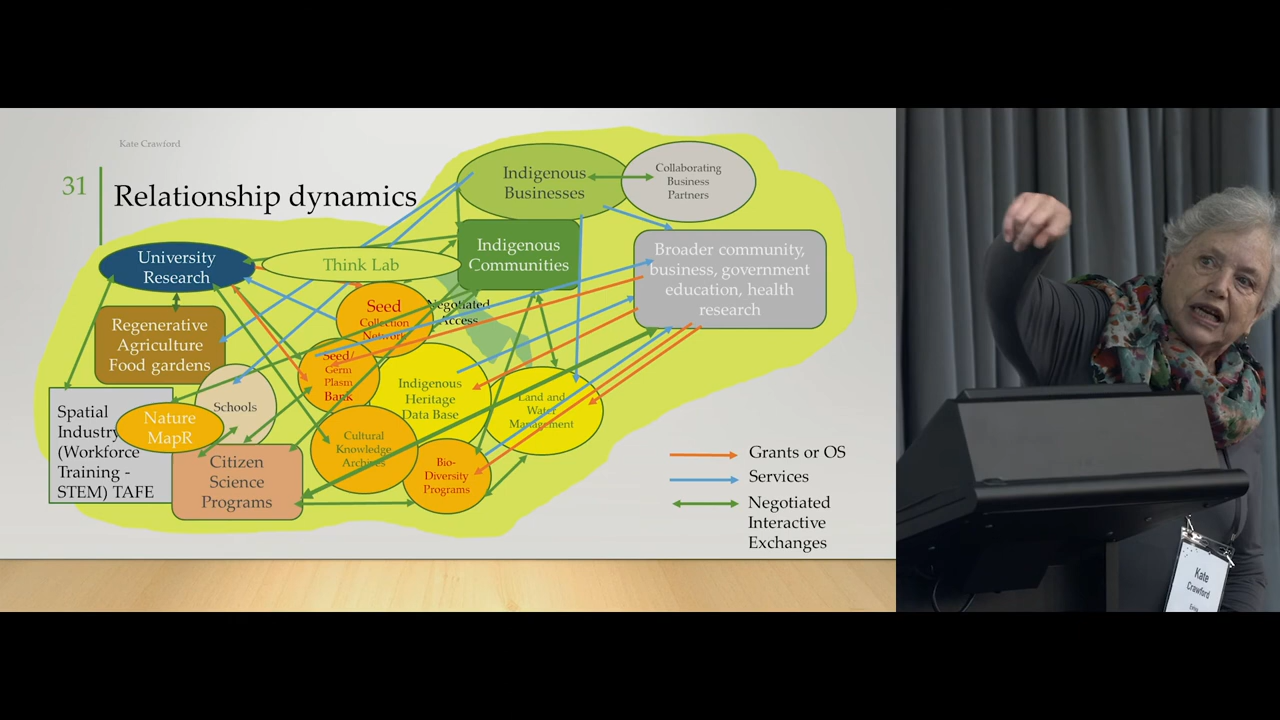 Kate Crawford
31
Relationship dynamics
Indigenous
Businesses
Collaborating
Business
Partners
University
Research
Think Lab
Indigenous
Communities
Broader community,
business, government
education, health
research
Seed
Collection
Network
Negotiated
Access
Regenerative
Agriculture
Food gardens
Seed/
Germ
Plasm
Bank
Indigenous
Heritage
Data Base
Land and
Water
Management
Schools
Spatial
Industry
(Workforce
Training -
STEM) TAFE
Nature
MapR
Cultural
Knowledge
Archives
Citizen
Science
Programs
Bio-
Diversity
Programs
Grants or OS
Services
Negotiated
Interactive
Exchanges
Kate
Crawford